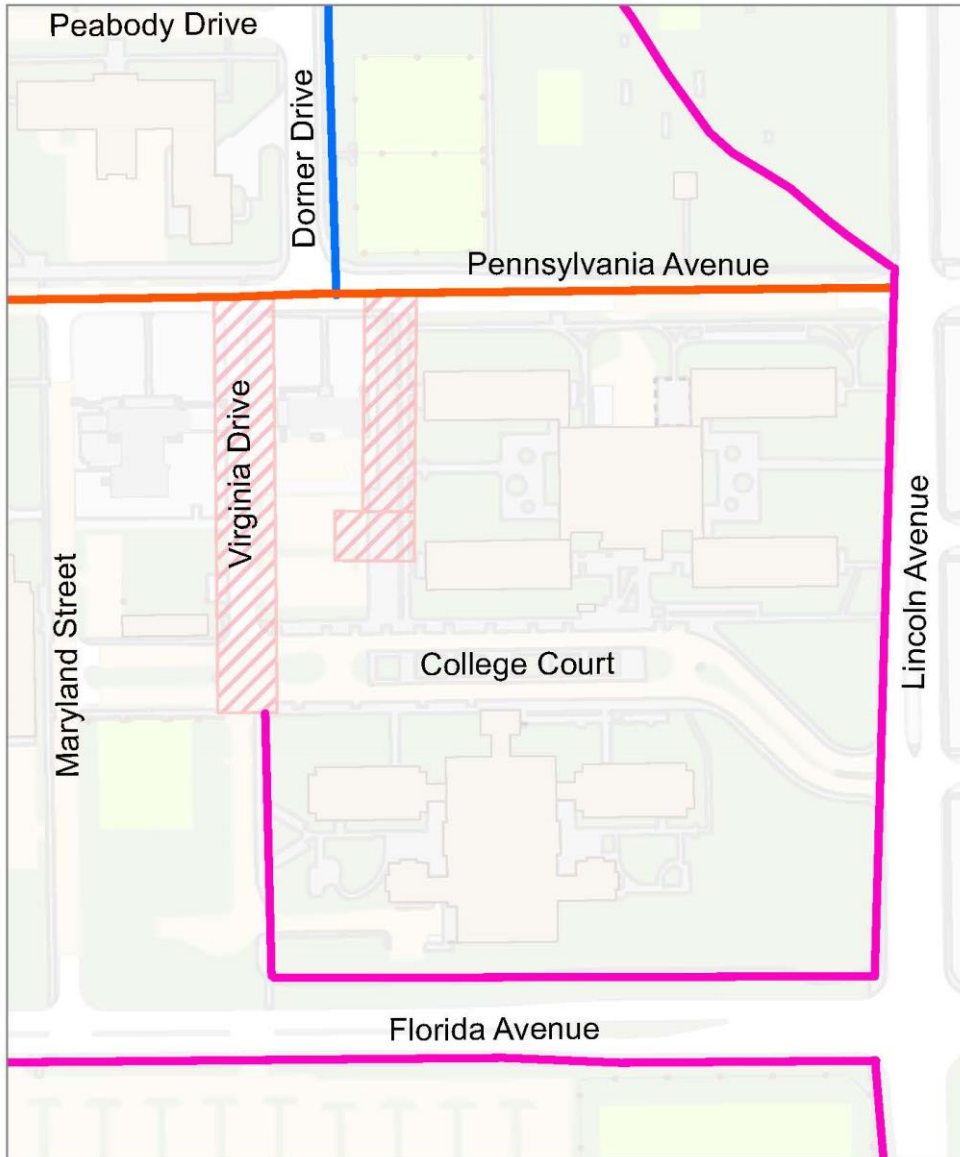 Peabody Drive
Dorner Drive
Pennsylvania Avenue
Virginia Drive
Lincoln Avenue
Maryland Street
College Court
Florida Avenue